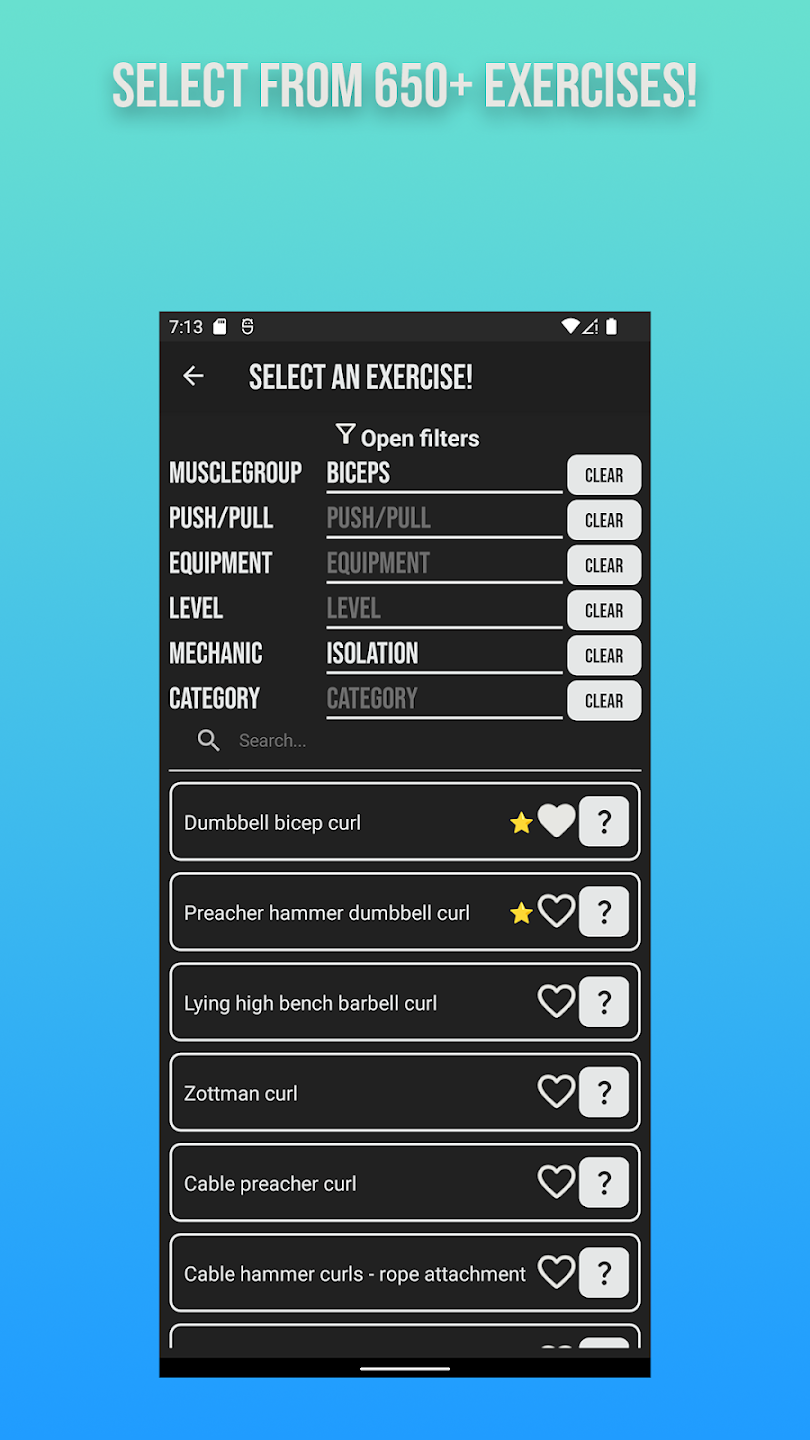 SELECT FROM 650+ EXERCISES!
7:13
SELECT AN EXERCISE!
Open filters
MUSCLEGROUP BICEPS CLEAR
PUSH/PULL PUSH/PULL CLEAR
EQUIPMENT EQUIPMENT CLEAR
LEVEL LEVEL CLEAR
MECHANIC ISOLATION CLEAR
CATEGORY CATEGORY CLEAR
Search...
Dumbbell bicep curl ?
Preacher hammer dumbbell curl ?
Lying high bench barbell curl ?
Zottman curl ?
Cable preacher curl ?
Cable hammer curls - rope attachment ?